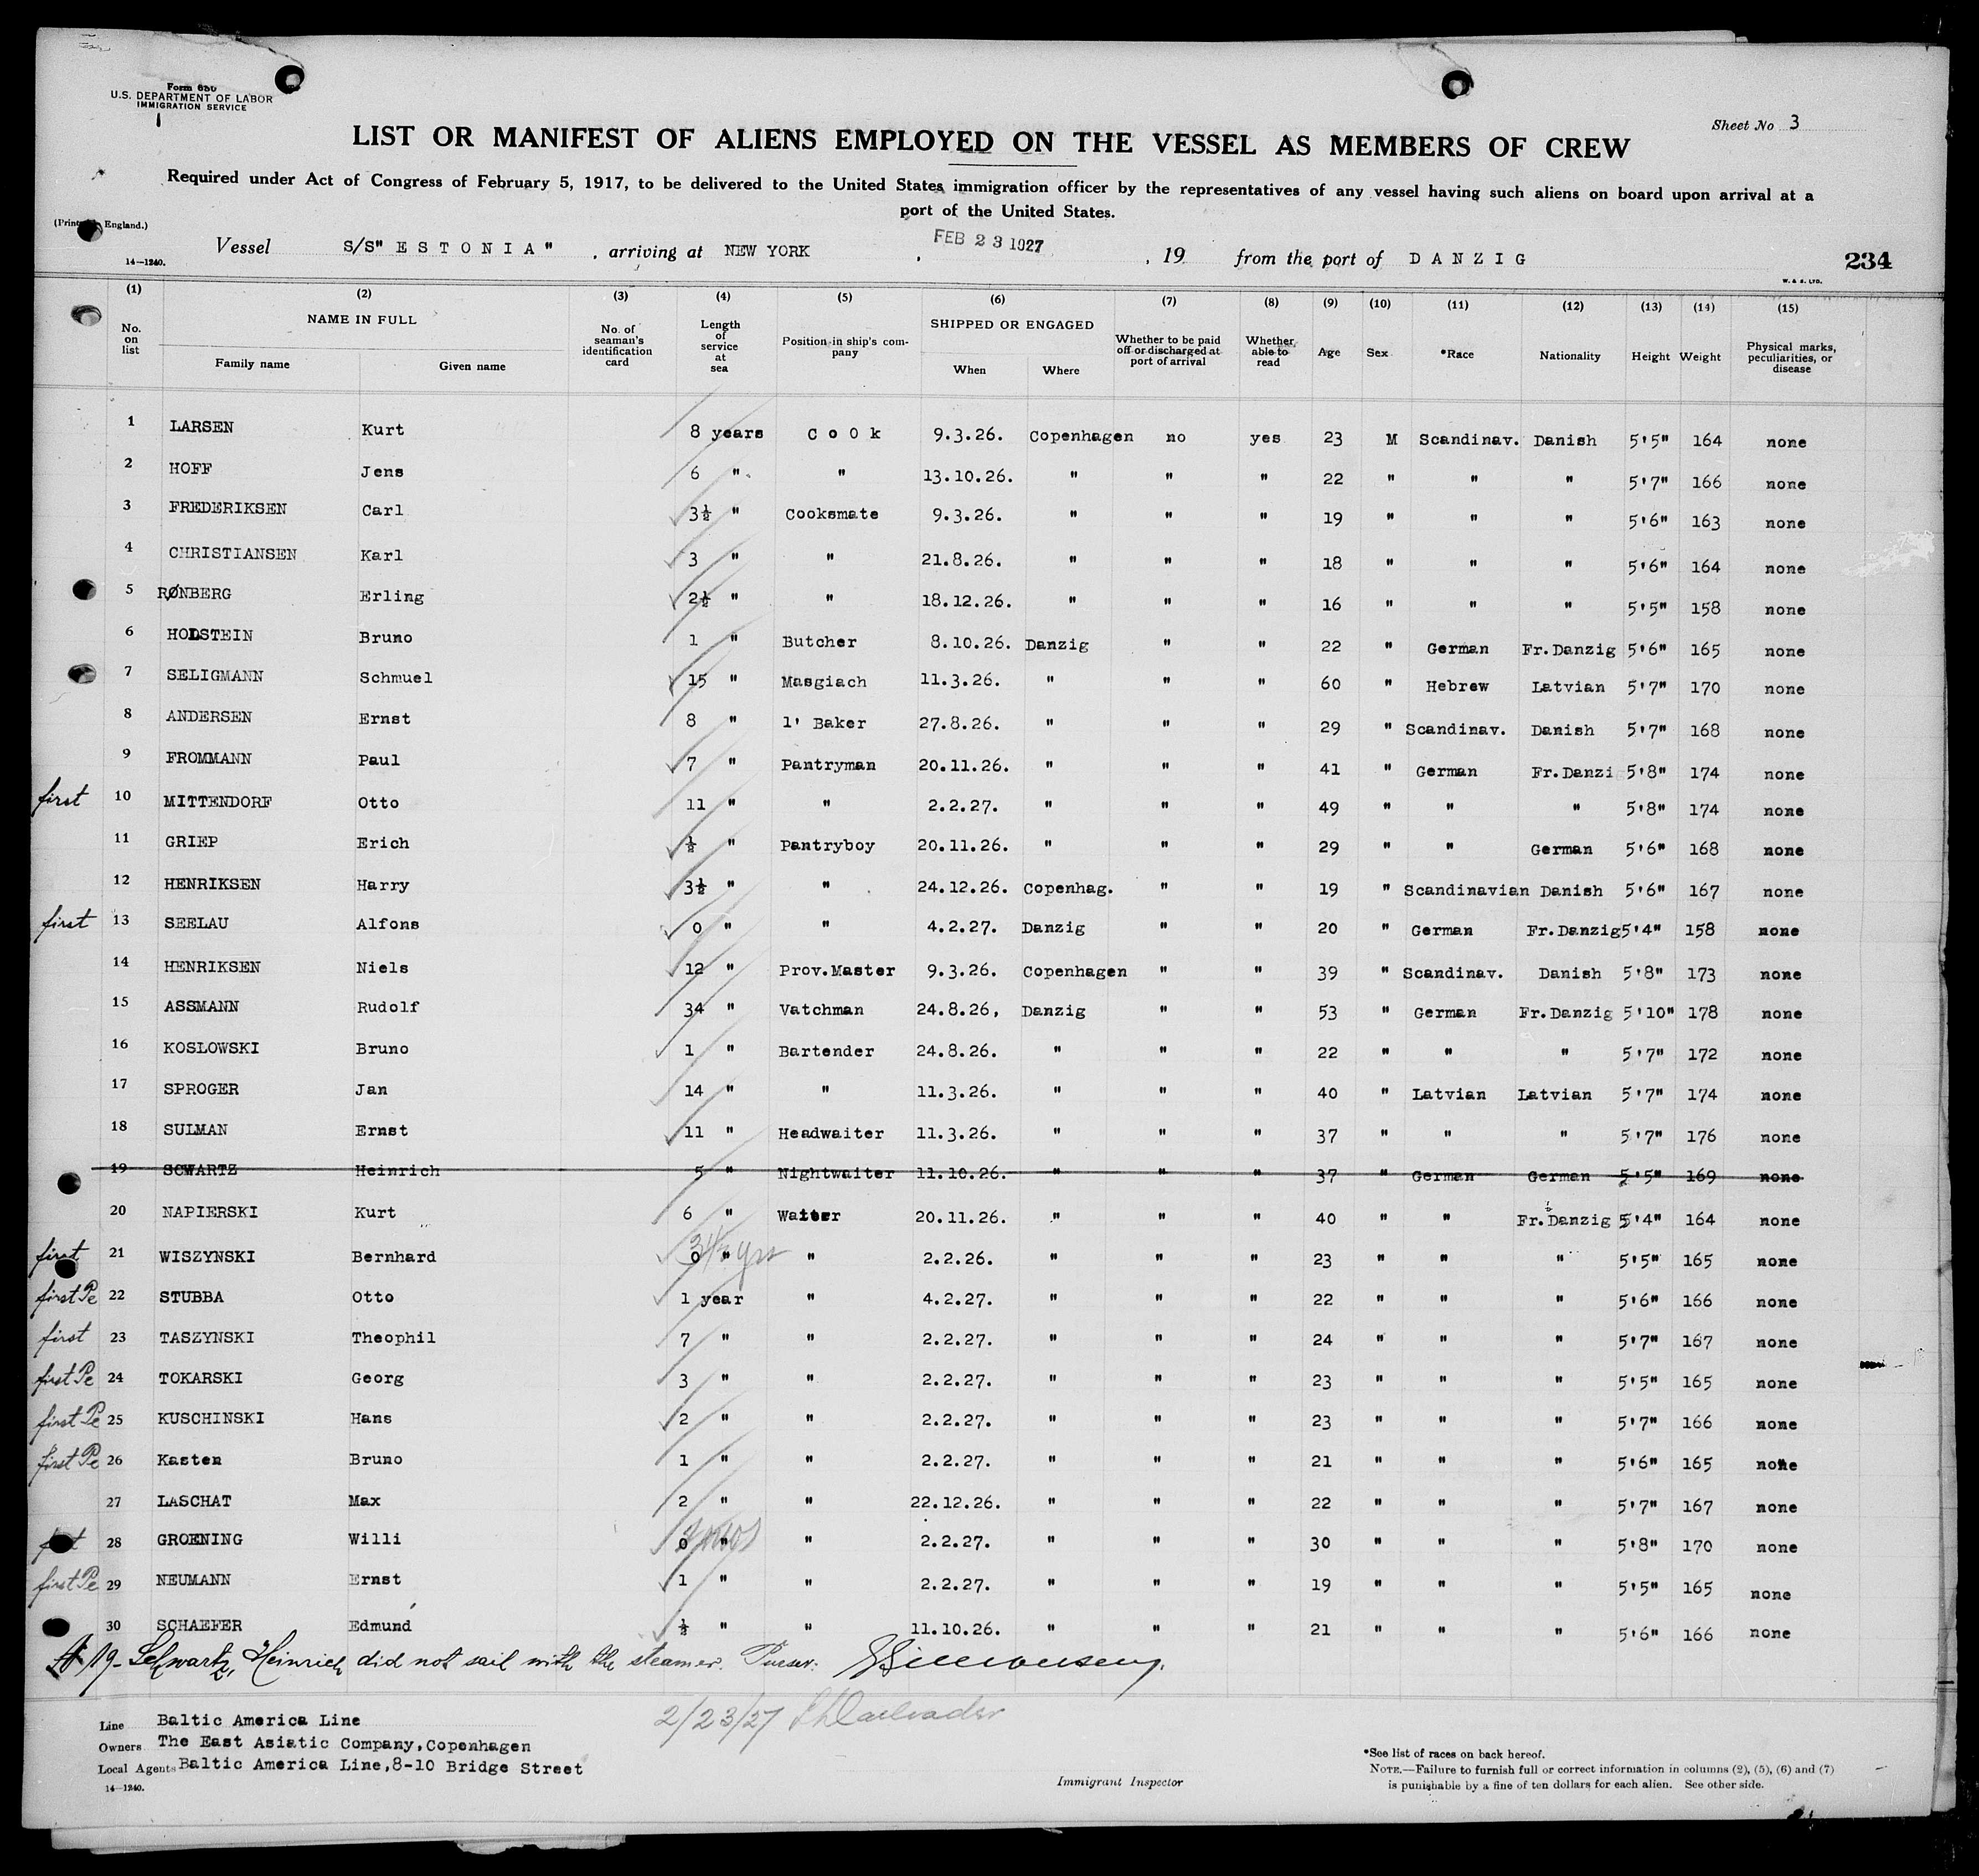 Form 680
U.S. DEPARTMENT OF LABOR
IMMIGRATION SERVICE
Sheet No 3
LIST OR MANIFEST OF ALIENS EMPLOYED ON THE VESSEL AS MEMBERS OF CREW
Required under Act of Congress of February 5, 1917, to be delivered to the United States immigration officer by the representatives of any vessel having such aliens on board upon arrival at a
port of the United States.
England.)
Vessel S/S" E S T O N I A " , arriving at NEW YORK , FEB 23 1927 , 19 from the port of D A N Z I G 234
14—1240. W. & S. LTD.
(1) (2) (3) (4) (5) (6) (7) (8) (9) (10) (11) (12) (13) (14) (15)
No. on list NAME IN FULL Family name Given name No. of seaman's identification card Length of service at sea Position in ship's company SHIPPED OR ENGAGED When Where Whether to be paid off or discharged at port of arrival Whether able to read Age Sex *Race Nationality Height Weight Physical marks, peculiarities, or disease
1 LARSEN Kurt 8 years C o O k 9.3.26. Copenhagen no yes 23 M Scandinav. Danish 5'5" 164 none
2 HOFF Jens 6 " " 13.10.26. " " " 22 " " " 5'7" 166 none
3 FREDERIKSEN Carl 3½ " Cooksmate 9.3.26. " " " 19 " " " 5'6" 163 none
4 CHRISTIANSEN Karl 3 " " 21.8.26. " " " 18 " " " 5'6" 164 none
5 RØNBERG Erling 2½ " " 18.12.26. " " " 16 " " " 5'5" 158 none
6 HOLSTEIN Bruno 1 " Butcher 8.10.26. Danzig " " 22 " German Fr.Danzig 5'6" 165 none
7 SELIGMANN Schmuel 15 " Masgiach 11.3.26. " " " 60 " Hebrew Latvian 5'7" 170 none
8 ANDERSEN Ernst 8 " 1' Baker 27.8.26. " " " 29 " Scandinav. Danish 5'7" 168 none
9 FROMMANN Paul 7 " Pantryman 20.11.26. " " " 41 " German Fr.Danzi 5'8" 174 none
first 10 MITTENDORF Otto 11 " " 2.2.27. " " " 49 " " " 5'8" 174 none
11 GRIEP Erich ½ " Pantryboy 20.11.26. " " " 29 " " German 5'6" 168 none
12 HENRIKSEN Harry 3½ " " 24.12.26. Copenhag. " " 19 " Scandinavian Danish 5'6" 167 none
first 13 SEELAU Alfons 0 " " 4.2.27. Danzig " " 20 " German Fr.Danzig 5'4" 158 none
14 HENRIKSEN Niels 12 " Prov.Master 9.3.26. Copenhagen " " 39 " Scandinav. Danish 5'8" 173 none
15 ASSMANN Rudolf 34 " Vatchman 24.8.26, Danzig " " 53 " German Fr.Danzig 5'10" 178 none
16 KOSLOWSKI Bruno 1 " Bartender 24.8.26. " " " 22 " " " 5'7" 172 none
17 SPROGER Jan 14 " " 11.3.26. " " " 40 " Latvian Latvian 5'7" 174 none
18 SULMAN Ernst 11 " Headwaiter 11.3.26. " " " 37 " " " 5'7" 176 none
19 SCWARTZ Heinrich 5 " Nightwaiter 11.10.26. " " " 37 " German German 5'5" 169 none
20 NAPIERSKI Kurt 6 " Waiter 20.11.26. " " " 40 " " Fr.Danzig 5'4" 164 none
first 21 WISZYNSKI Bernhard 0 " yrs " 2.2.26. " " " 23 " " " 5'5" 165 none
first Pe 22 STUBBA Otto 1 year " 4.2.27. " " " 22 " " " 5'6" 166 none
first 23 TASZYNSKI Theophil 7 " " 2.2.27. " " " 24 " " " 5'7" 167 none
first Pe 24 TOKARSKI Georg 3 " " 2.2.27. " " " 23 " " " 5'5" 165 none
first Pe 25 KUSCHINSKI Hans 2 " " 2.2.27. " " " 23 " " " 5'7" 166 none
first Pe 26 Kasten Bruno 1 " " 2.2.27. " " " 21 " " " 5'6" 165 none
27 LASCHAT Max 2 " " 22.12.26. " " " 22 " " " 5'7" 167 none
28 GROENING Willi 0 " " 2.2.27. " " " 30 " " " 5'8" 170 none
first Pe 29 NEUMANN Ernst 1 " " 2.2.27. " " " 19 " " " 5'5" 165 none
30 SCHAEFER Edmund ½ " " 11.10.26. " " " 21 " " " 5'6" 166 none
19 - Schwartz, Heinrich did not sail with the steamer. Purser:
2/23/27
Line Baltic America Line
Owners The East Asiatic Company, Copenhagen
Local Agents Baltic America Line, 8-10 Bridge Street
14—1240.
Immigrant Inspector
*See list of races on back hereof.
NOTE.—Failure to furnish full or correct information in columns (2), (5), (6) and (7)
is punishable by a fine of ten dollars for each alien. See other side.